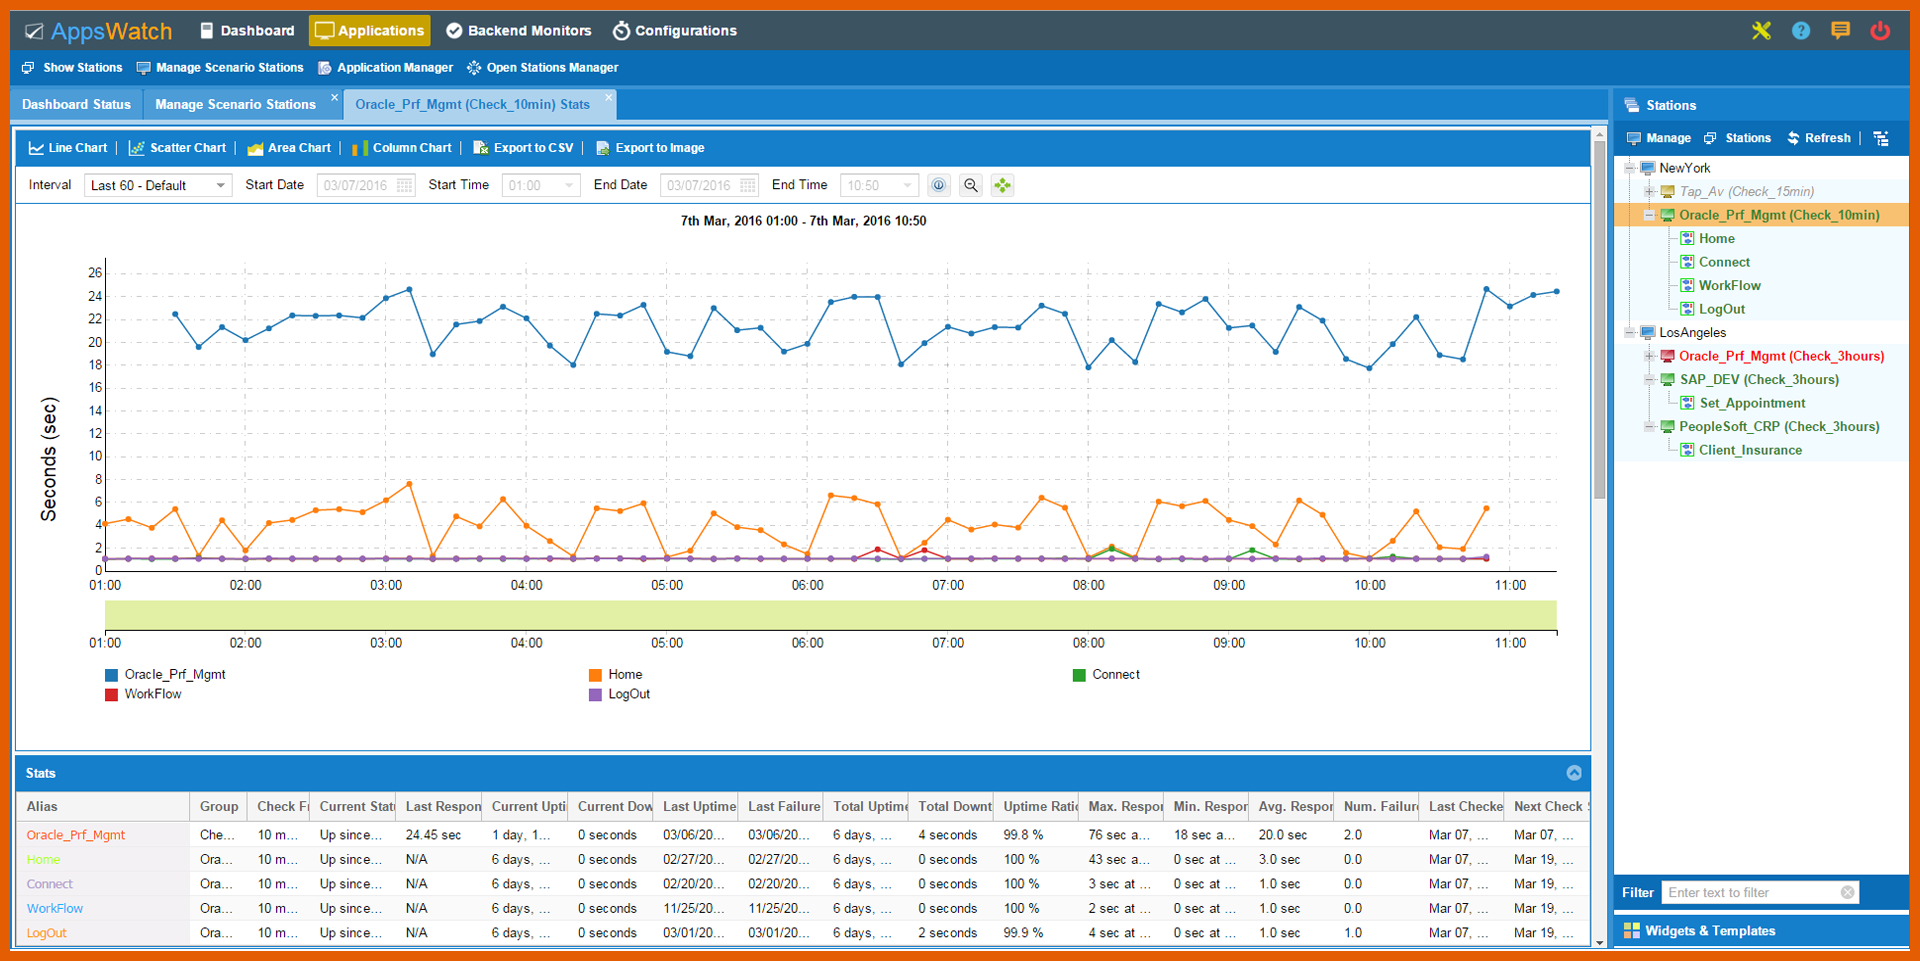 AppsWatch Dashboard Applications Backend Monitors Configurations
Show Stations Manage Scenario Stations Application Manager Open Stations Manager
Dashboard Status Manage Scenario Stations × Oracle_Prf_Mgmt (Check_10min) Stats ×
Line Chart | Scatter Chart | Area Chart | Column Chart | Export to CSV | Export to Image
Interval Last 60 - Default Start Date 03/07/2016 Start Time 01:00 End Date 03/07/2016 End Time 10:50
7th Mar, 2016 01:00 - 7th Mar, 2016 10:50
Seconds (sec)
26
24
22
20
18
16
14
12
10
8
6
4
2
0
01:00 02:00 03:00 04:00 05:00 06:00 07:00 08:00 09:00 10:00 11:00
01:00 02:00 03:00 04:00 05:00 06:00 07:00 08:00 09:00 10:00 11:00
Oracle_Prf_Mgmt Home Connect
WorkFlow LogOut
Stats
Alias Group Check Fr Current Statu Last Respon Current Upti Current Dow Last Uptime Last Failure Total Uptime Total Downt Uptime Ratio Max. Respor Min. Respor Avg. Respor Num. Failur Last Checke Next Check S
Oracle_Prf_Mgmt Che... 10 m... Up since... 24.45 sec 1 day, 1... 0 seconds 03/06/20... 03/06/20... 6 days, ... 4 seconds 99.8 % 76 sec a... 18 sec a... 20.0 sec 2.0 Mar 07, ... Mar 07, ...
Home Ora... 10 m... Up since... N/A 6 days, ... 0 seconds 02/27/20... 02/27/20... 6 days, ... 0 seconds 100 % 43 sec a... 0 sec at ... 3.0 sec 0.0 Mar 07, ... Mar 19, ...
Connect Ora... 10 m... Up since... N/A 6 days, ... 0 seconds 02/20/20... 02/20/20... 6 days, ... 0 seconds 100 % 3 sec at ... 0 sec at ... 1.0 sec 0.0 Mar 07, ... Mar 19, ...
WorkFlow Ora... 10 m... Up since... N/A 6 days, ... 0 seconds 11/25/20... 11/25/20... 6 days, ... 0 seconds 100 % 2 sec at ... 0 sec at ... 1.0 sec 0.0 Mar 07, ... Mar 19, ...
LogOut Ora... 10 m... Up since... N/A 6 days, ... 0 seconds 03/01/20... 03/01/20... 6 days, ... 2 seconds 99.9 % 4 sec at ... 0 sec at ... 1.0 sec 1.0 Mar 07, ... Mar 19, ...
Stations
Manage Stations Refresh |
NewYork
Tap_Av (Check_15min)
Oracle_Prf_Mgmt (Check_10min)
Home
Connect
WorkFlow
LogOut
LosAngeles
Oracle_Prf_Mgmt (Check_3hours)
SAP_DEV (Check_3hours)
Set_Appointment
PeopleSoft_CRP (Check_3hours)
Client_Insurance
Filter Enter text to filter
Widgets & Templates